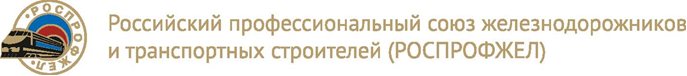 РОСПРОФЖЕЛ
Российский профессиональный союз железнодорожников
и транспортных строителей (РОСПРОФЖЕЛ)